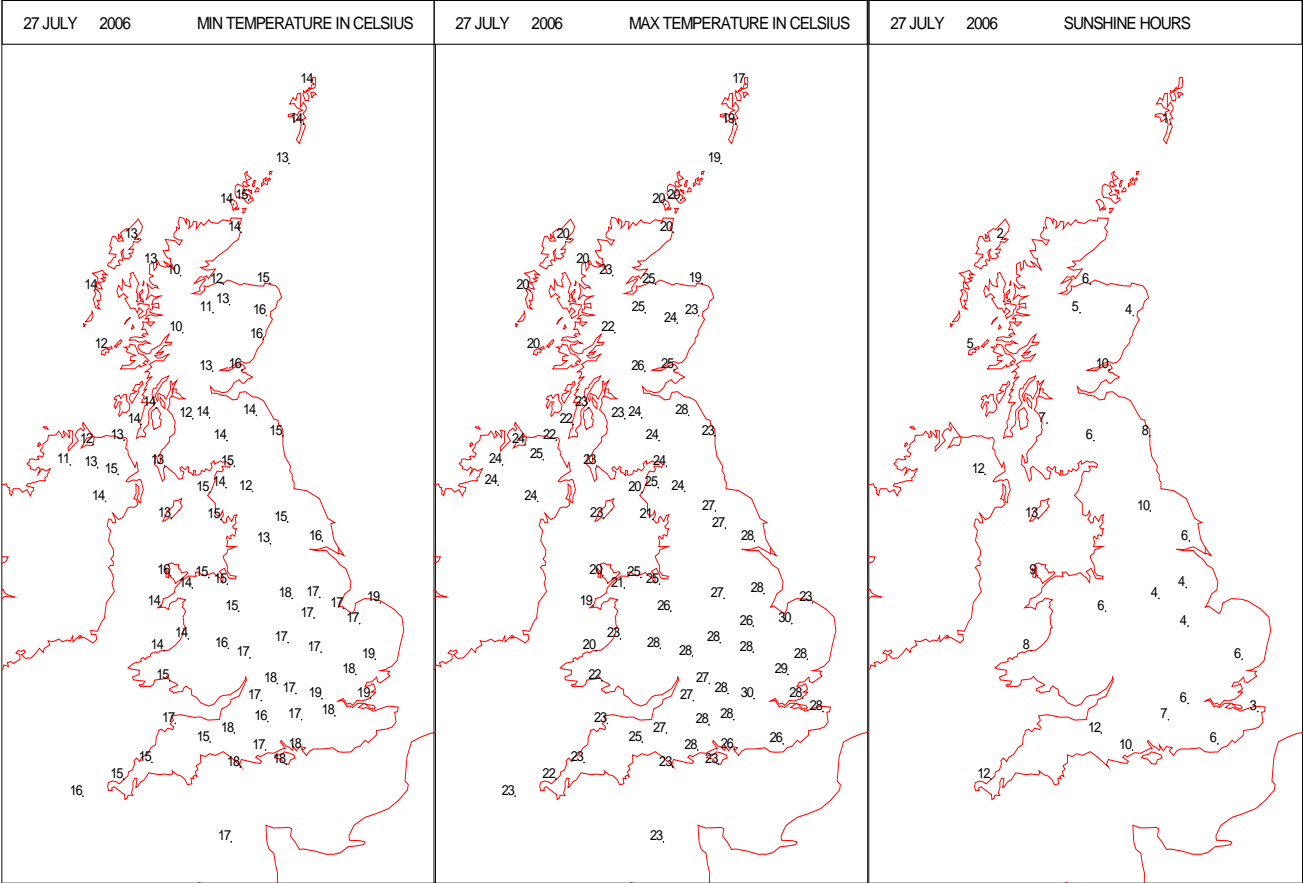 27 JULY 2006 MIN TEMPERATURE IN CELSIUS
14
14
13
14 15
14
13
13 10
14 12 15
11 13 16
10 16
12
13 16
14 12 14 14
14
12 13 14 15
11 13 15 13 15
14 15 14 12
13 15 15
13 16
16 14 15 15
14 15 18 17 17 19
17 17
14 14 16 17 17 17 19
15 18 17 18
17 19 19
17 15 18 16 17 18
15 17 18
15 18 18
16
17
27 JULY 2006 MAX TEMPERATURE IN CELSIUS
17
19
19
20 20
20
20
20 23
20 25 19
25 24 23
22
20
26 25
23 23 24 28
22
24 22 24 23
24 25 23 24
24 24 20 25 24
23 21 27 27
28
20 21 25 25
19 26 27 28 23
26 30
20 23 28 28 28 28
22 28 29
27 28 30 28
27 28
23 25 27 28 28
23 28 26 26
22 23 23
23
23
27 JULY 2006 SUNSHINE HOURS
1
2
6
5 4
5
10
7
6 8
12
13 10
6
9
4 4
6 4
8 6
6 3
12 7
10 6
12